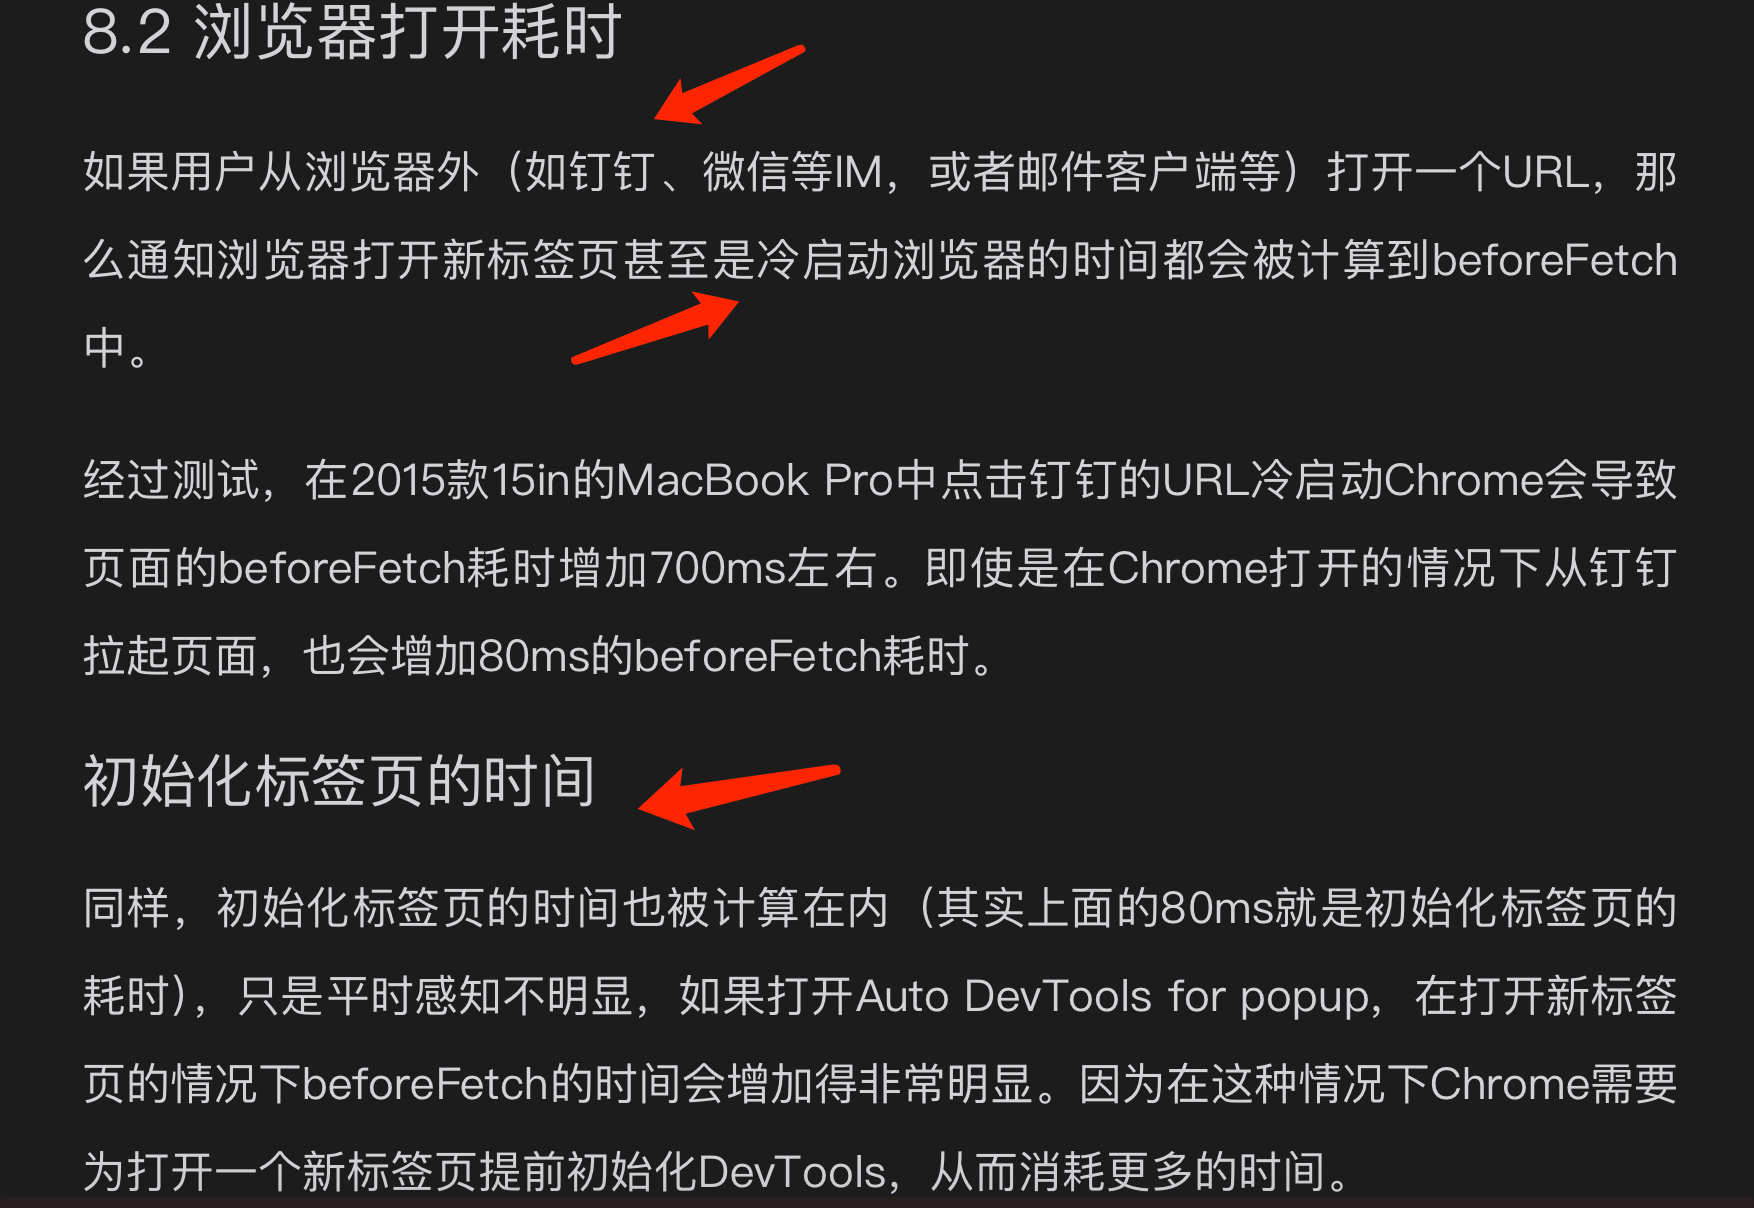 8.2 浏览器打开耗时
如果用户从浏览器外（如钉钉、微信等IM，或者邮件客户端等）打开一个URL，那
么通知浏览器打开新标签页甚至是冷启动浏览器的时间都会被计算到beforeFetch
中。
经过测试，在2015款15in的MacBook Pro中点击钉钉的URL冷启动Chrome会导致
页面的beforeFetch耗时增加700ms左右。即使是在Chrome打开的情况下从钉钉
拉起页面，也会增加80ms的beforeFetch耗时。
初始化标签页的时间
同样，初始化标签页的时间也被计算在内（其实上面的80ms就是初始化标签页的
耗时），只是平时感知不明显，如果打开Auto DevTools for popup，在打开新标签
页的情况下beforeFetch的时间会增加得非常明显。因为在这种情况下Chrome需要
为打开一个新标签页提前初始化DevTools，从而消耗更多的时间。